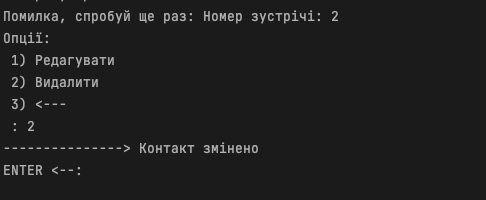 Помилка, спробуй ще раз: Номер зустрічі: 2
Опції:
1) Редагувати
2) Видалити
3) <---
: 2
---------------> Контакт змінено
ENTER <--: